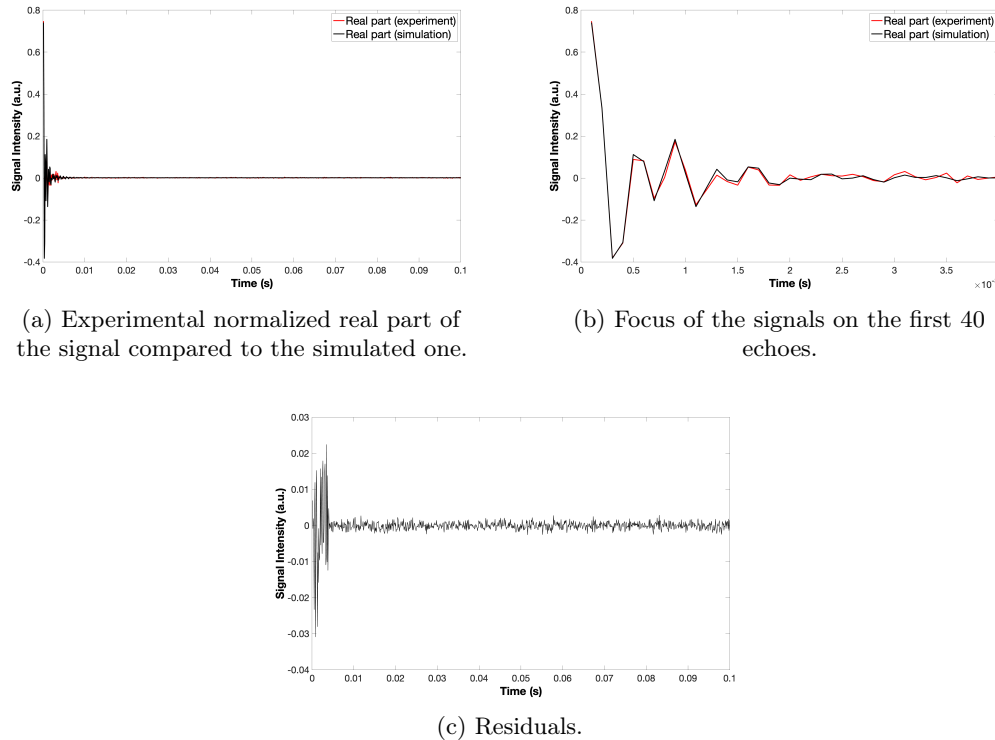 0.8
0.6
0.4
0.2
0
-0.2
-0.4
Signal Intensity (a.u.)
Real part (experiment)
Real part (simulation)
0 0.01 0.02 0.03 0.04 0.05 0.06 0.07 0.08 0.09 0.1
Time (s)
(a) Experimental normalized real part of
the signal compared to the simulated one.
0.8
0.6
0.4
0.2
0
-0.2
-0.4
Signal Intensity (a.u.)
Real part (experiment)
Real part (simulation)
0 0.5 1 1.5 2 2.5 3 3.5
Time (s)
×10
(b) Focus of the signals on the first 40
echoes.
0.03
0.02
0.01
0
-0.01
-0.02
-0.03
-0.04
Signal Intensity (a.u.)
0 0.01 0.02 0.03 0.04 0.05 0.06 0.07 0.08 0.09 0.1
Time (s)
(c) Residuals.